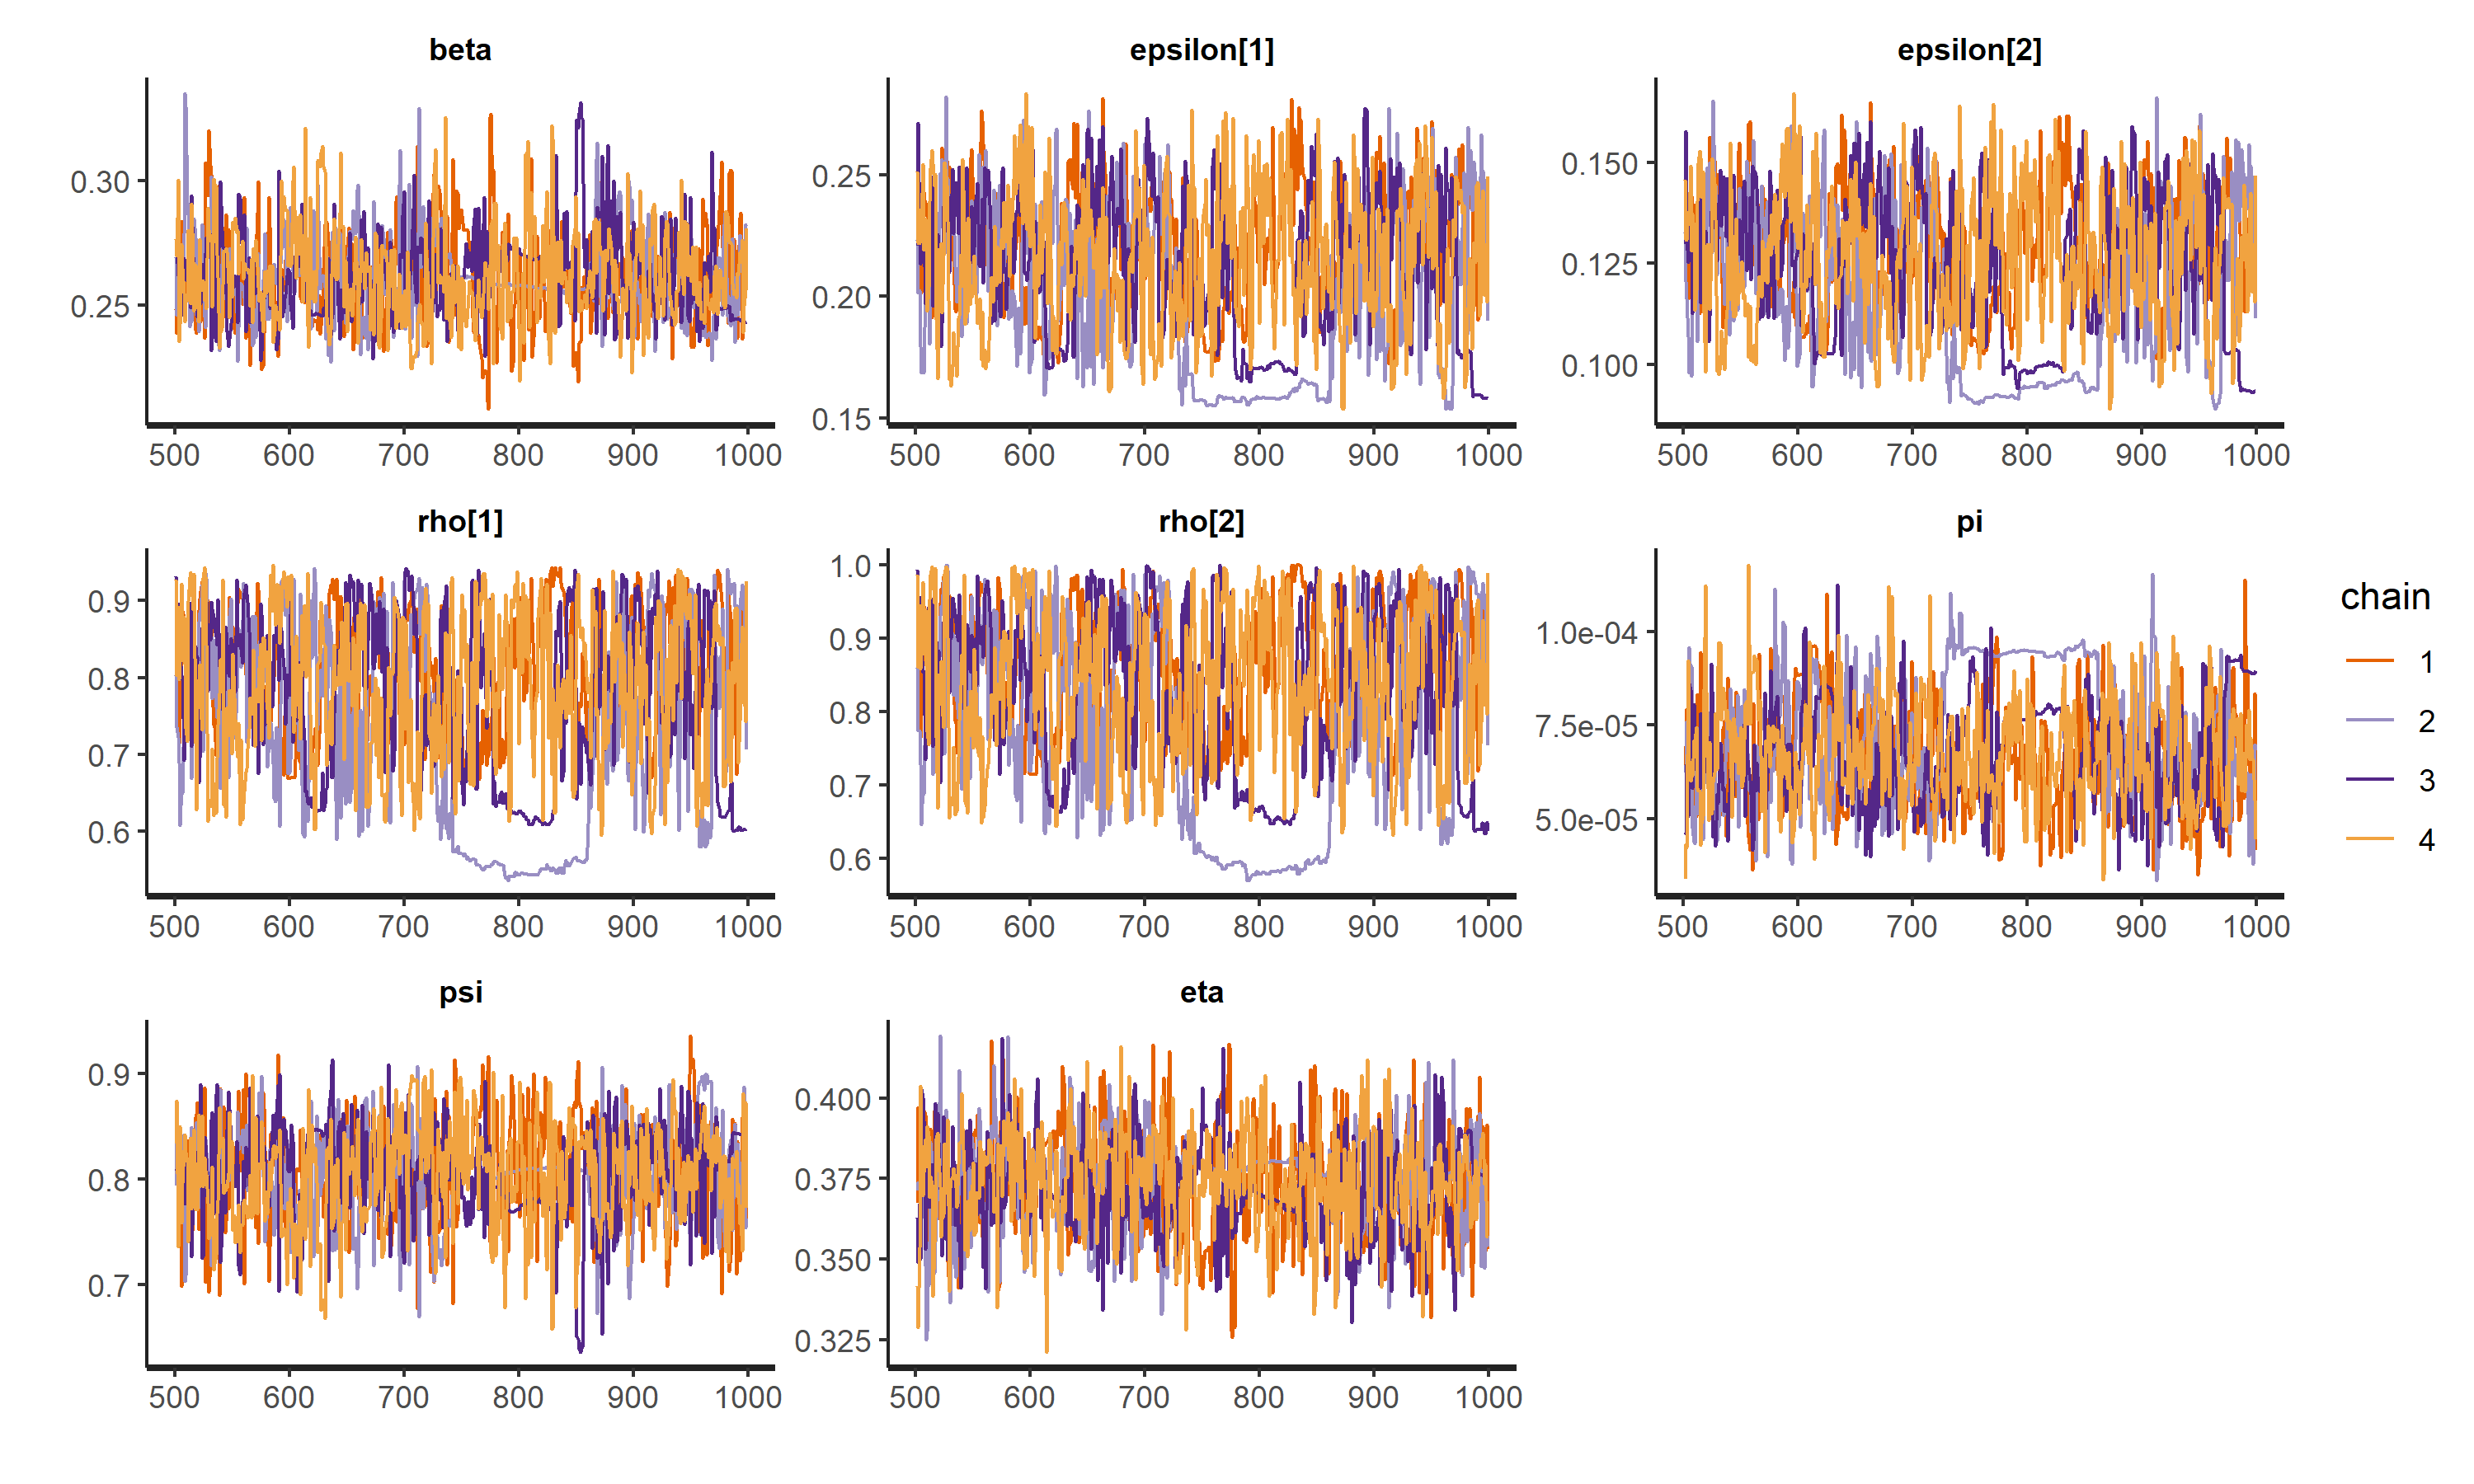 beta
epsilon[1]
epsilon[2]
0.30
0.25
500 600 700 800 900 1000
0.25
0.20
0.15
500 600 700 800 900 1000
0.150
0.125
0.100
500 600 700 800 900 1000
rho[1]
rho[2]
pi
0.9
0.8
0.7
0.6
500 600 700 800 900 1000
1.0
0.9
0.8
0.7
0.6
500 600 700 800 900 1000
1.0e-04
7.5e-05
5.0e-05
500 600 700 800 900 1000
psi
eta
0.9
0.8
0.7
500 600 700 800 900 1000
0.400
0.375
0.350
0.325
500 600 700 800 900 1000
chain
1
2
3
4